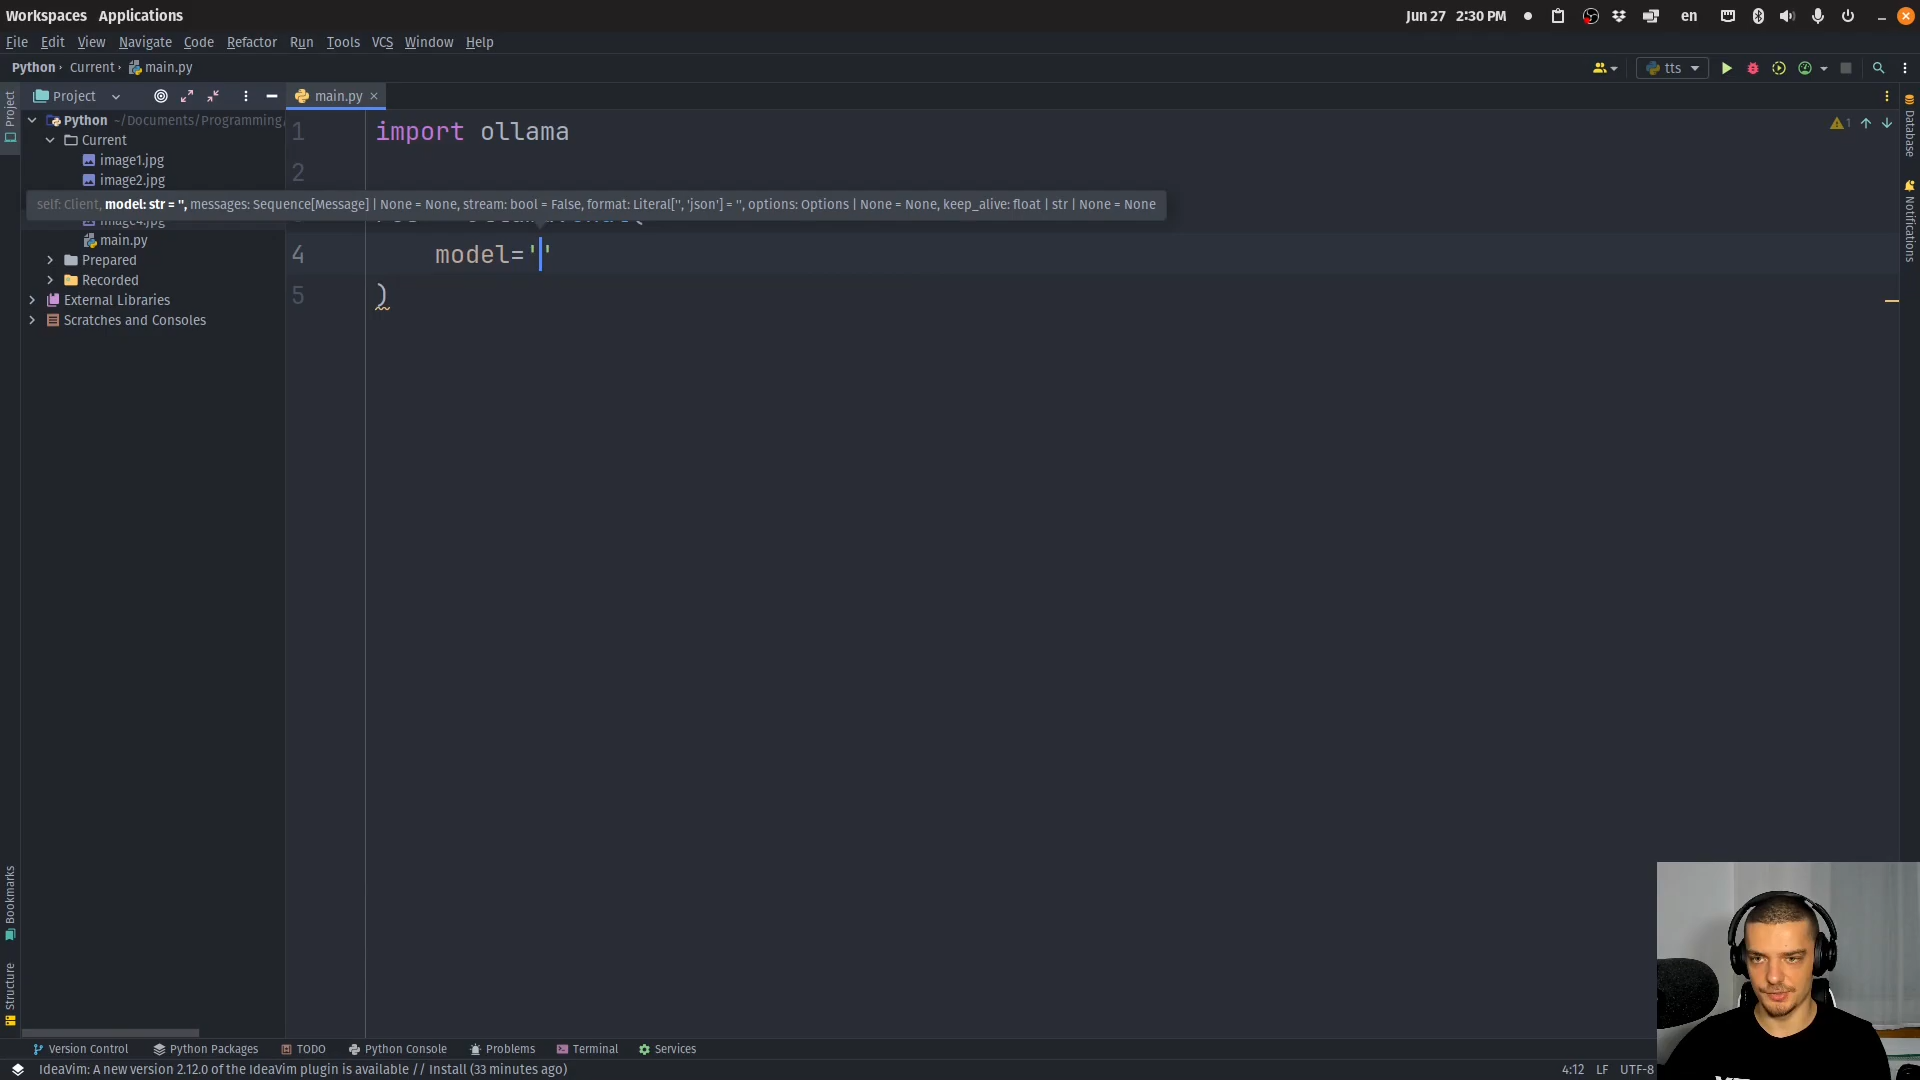 Workspaces Applications Jun 27 2:30 PM en
File Edit View Navigate Code Refactor Run Tools VCS Window Help
Python › Current › main.py tts
Project main.py
Python ~/Documents/Programming/
Current
image1.jpg
image2.jpg
self: Client, model: str = '', messages: Sequence[Message] | None = None, stream: bool = False, format: Literal['', 'json'] = '', options: Options | None = None, keep_alive: float | str | None = None
image4.jpg
main.py
Prepared
Recorded
External Libraries
Scratches and Consoles
1 import ollama
2
4 model=''
5 )
1
Project
Bookmarks
Structure
Database
Notifications
Version Control Python Packages TODO Python Console Problems Terminal Services
IdeaVim: A new version 2.12.0 of the IdeaVim plugin is available // Install (33 minutes ago) 4:12 LF UTF-8